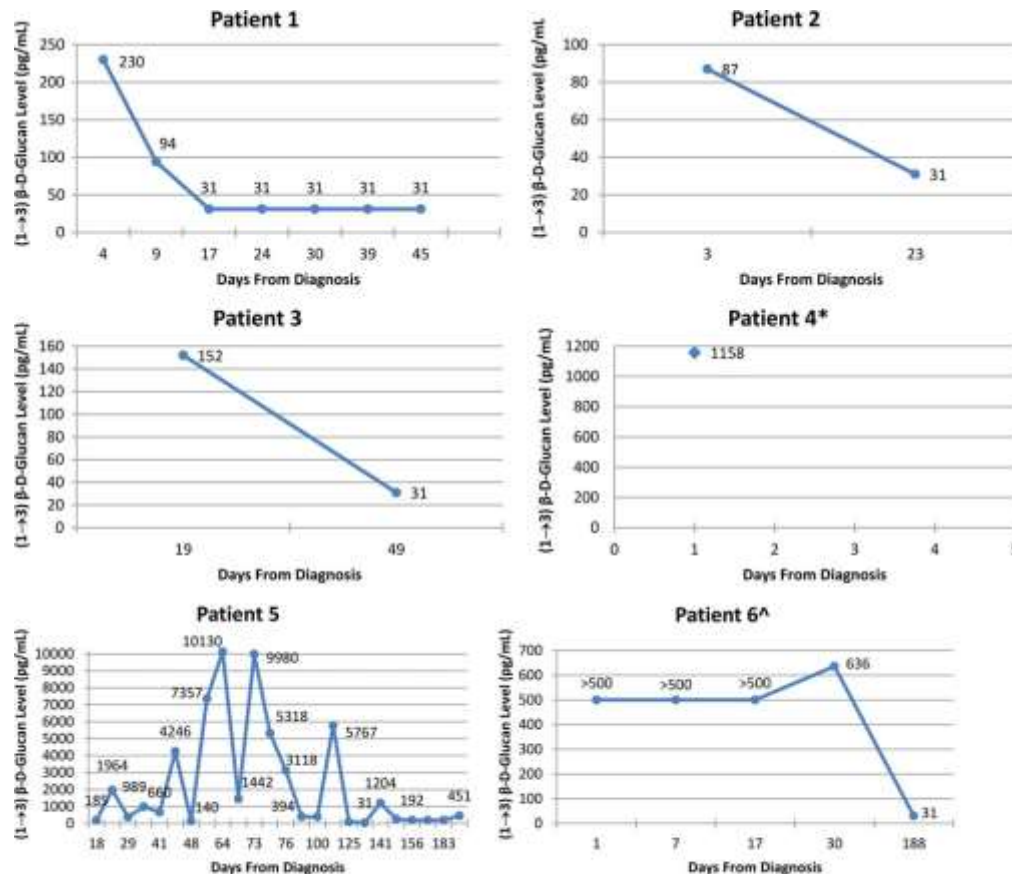 Patient 1
(1→3) β-D-Glucan Level (pg/mL)
250
200
150
100
50
0
230
94
31 31 31 31 31
4 9 17 24 30 39 45
Days From Diagnosis
Patient 2
(1→3) β-D-Glucan Level (pg/mL)
100
80
60
40
20
0
87
31
3 23
Days From Diagnosis
Patient 3
(1→3) β-D-Glucan Level (pg/mL)
160
140
120
100
80
60
40
20
0
152
31
19 49
Days From Diagnosis
Patient 4*
(1→3) β-D-Glucan Level (pg/mL)
1200
1000
800
600
400
200
0
1158
0 1 2 3 4 5
Days From Diagnosis
Patient 5
(1→3) β-D-Glucan Level (pg/mL)
10000
9000
8000
7000
6000
5000
4000
3000
2000
1000
0
185 1964 989 660 4246 140 7357 10130 1442 9980 5318 3118 394 5767 31 1204 192 451
18 29 41 48 64 73 76 100 125 141 156 183
Days From Diagnosis
Patient 6^
(1→3) β-D-Glucan Level (pg/mL)
700
600
500
400
300
200
100
0
>500 >500 >500 636
31
1 7 17 30 188
Days From Diagnosis